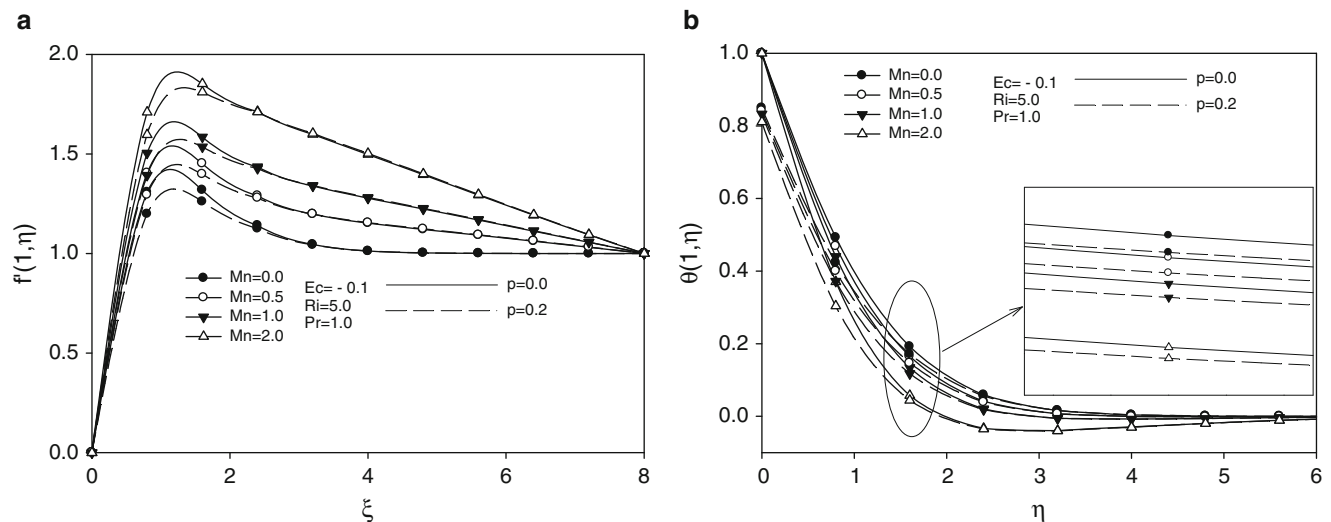 a
2.0
1.5
1.0
0.5
0.0
f'(1,η)
0
2
4
6
8
ξ
Mn=0.0
Mn=0.5
Mn=1.0
Mn=2.0
Ec= - 0.1
Ri=5.0
Pr=1.0
p=0.0
p=0.2
b
1.0
0.8
0.6
0.4
0.2
0.0
θ(1,η)
0
1
2
3
4
5
6
η
Mn=0.0
Mn=0.5
Mn=1.0
Mn=2.0
Ec= - 0.1
Ri=5.0
Pr=1.0
p=0.0
p=0.2